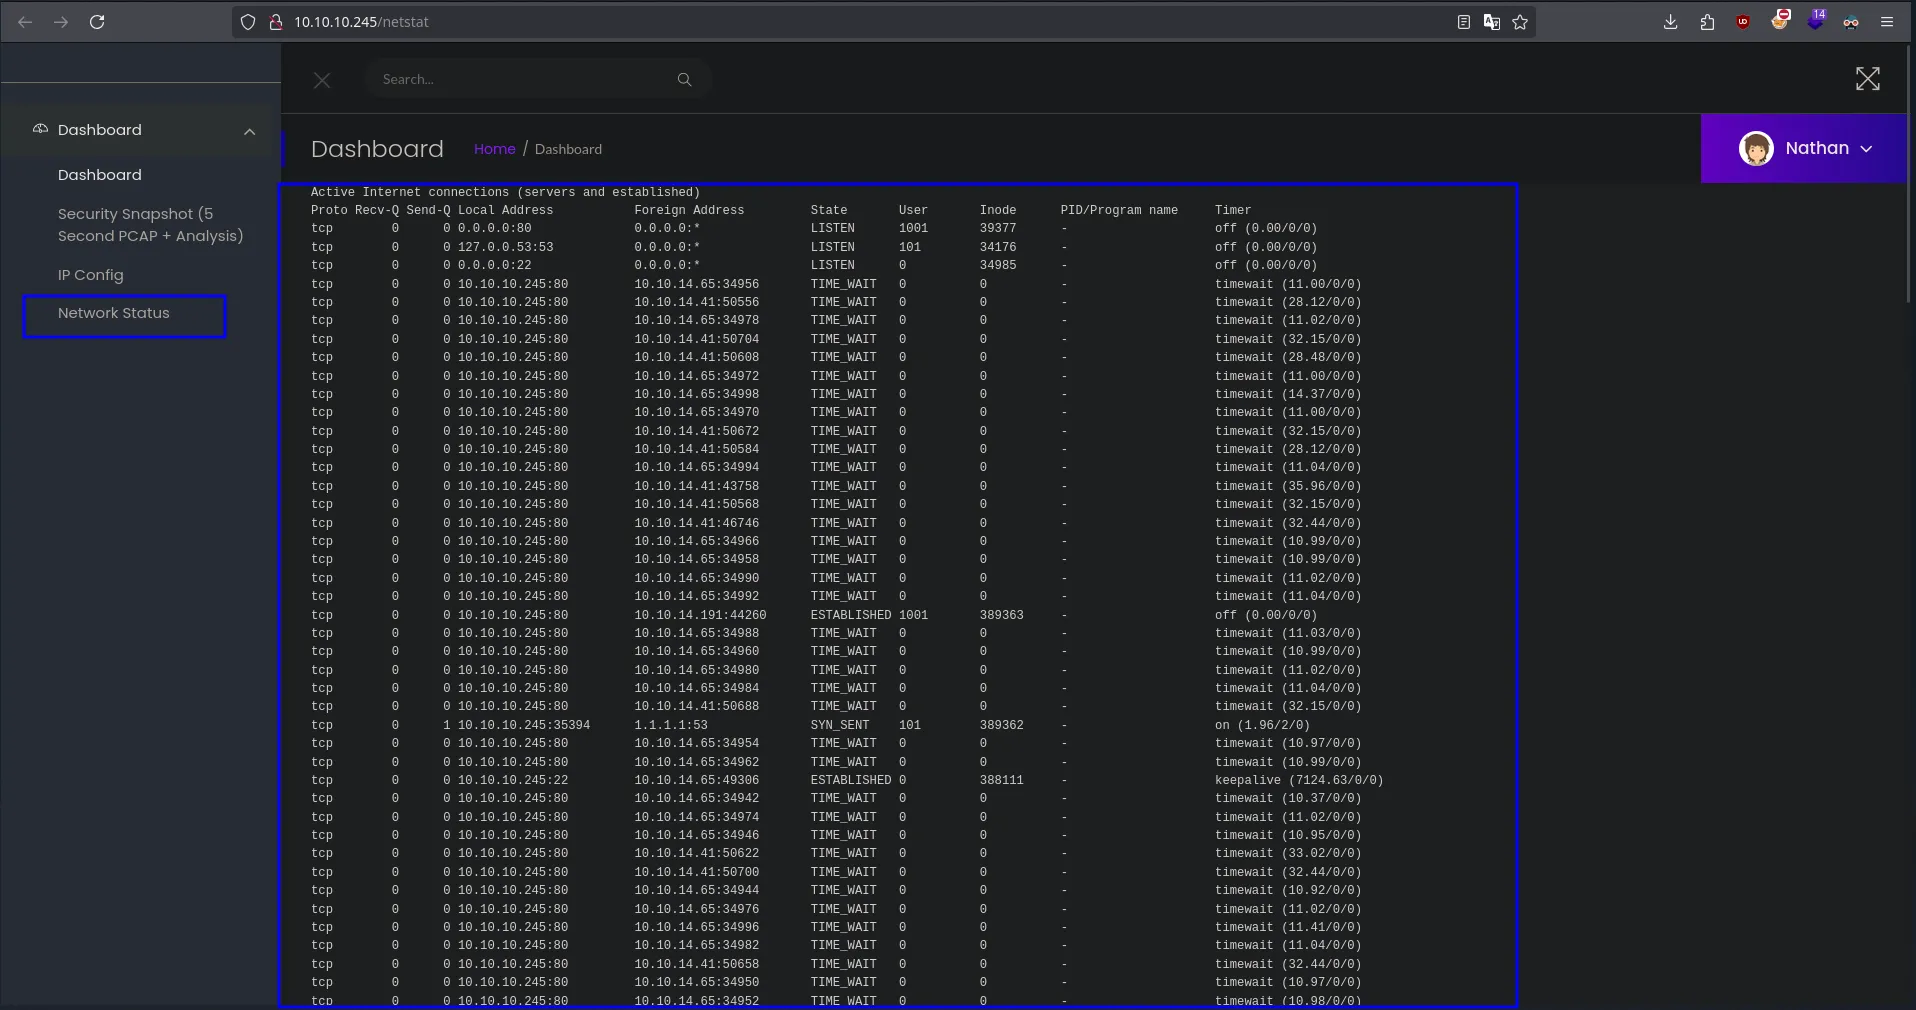 10.10.10.245/netstat
14
Search...
Dashboard
Dashboard
Security Snapshot (5
Second PCAP + Analysis)
IP Config
Network Status
Dashboard Home / Dashboard
Nathan
Active Internet connections (servers and established)
Proto Recv-Q Send-Q Local Address Foreign Address State User Inode PID/Program name Timer
tcp 0 0 0.0.0.0:80 0.0.0.0:* LISTEN 1001 39377 - off (0.00/0/0)
tcp 0 0 127.0.0.53:53 0.0.0.0:* LISTEN 101 34176 - off (0.00/0/0)
tcp 0 0 0.0.0.0:22 0.0.0.0:* LISTEN 0 34985 - off (0.00/0/0)
tcp 0 0 10.10.10.245:80 10.10.14.65:34956 TIME_WAIT 0 0 - timewait (11.00/0/0)
tcp 0 0 10.10.10.245:80 10.10.14.41:50556 TIME_WAIT 0 0 - timewait (28.12/0/0)
tcp 0 0 10.10.10.245:80 10.10.14.65:34978 TIME_WAIT 0 0 - timewait (11.02/0/0)
tcp 0 0 10.10.10.245:80 10.10.14.41:50704 TIME_WAIT 0 0 - timewait (32.15/0/0)
tcp 0 0 10.10.10.245:80 10.10.14.41:50608 TIME_WAIT 0 0 - timewait (28.48/0/0)
tcp 0 0 10.10.10.245:80 10.10.14.65:34972 TIME_WAIT 0 0 - timewait (11.00/0/0)
tcp 0 0 10.10.10.245:80 10.10.14.65:34998 TIME_WAIT 0 0 - timewait (14.37/0/0)
tcp 0 0 10.10.10.245:80 10.10.14.65:34970 TIME_WAIT 0 0 - timewait (11.00/0/0)
tcp 0 0 10.10.10.245:80 10.10.14.41:50672 TIME_WAIT 0 0 - timewait (32.15/0/0)
tcp 0 0 10.10.10.245:80 10.10.14.41:50584 TIME_WAIT 0 0 - timewait (28.12/0/0)
tcp 0 0 10.10.10.245:80 10.10.14.65:34994 TIME_WAIT 0 0 - timewait (11.04/0/0)
tcp 0 0 10.10.10.245:80 10.10.14.41:43758 TIME_WAIT 0 0 - timewait (35.96/0/0)
tcp 0 0 10.10.10.245:80 10.10.14.41:50568 TIME_WAIT 0 0 - timewait (32.15/0/0)
tcp 0 0 10.10.10.245:80 10.10.14.41:46746 TIME_WAIT 0 0 - timewait (32.44/0/0)
tcp 0 0 10.10.10.245:80 10.10.14.65:34966 TIME_WAIT 0 0 - timewait (10.99/0/0)
tcp 0 0 10.10.10.245:80 10.10.14.65:34958 TIME_WAIT 0 0 - timewait (10.99/0/0)
tcp 0 0 10.10.10.245:80 10.10.14.65:34990 TIME_WAIT 0 0 - timewait (11.02/0/0)
tcp 0 0 10.10.10.245:80 10.10.14.65:34992 TIME_WAIT 0 0 - timewait (11.04/0/0)
tcp 0 0 10.10.10.245:80 10.10.14.191:44260 ESTABLISHED 1001 389363 - off (0.00/0/0)
tcp 0 0 10.10.10.245:80 10.10.14.65:34988 TIME_WAIT 0 0 - timewait (11.03/0/0)
tcp 0 0 10.10.10.245:80 10.10.14.65:34960 TIME_WAIT 0 0 - timewait (10.99/0/0)
tcp 0 0 10.10.10.245:80 10.10.14.65:34980 TIME_WAIT 0 0 - timewait (11.02/0/0)
tcp 0 0 10.10.10.245:80 10.10.14.65:34984 TIME_WAIT 0 0 - timewait (11.04/0/0)
tcp 0 0 10.10.10.245:80 10.10.14.41:50688 TIME_WAIT 0 0 - timewait (32.15/0/0)
tcp 0 1 10.10.10.245:35394 1.1.1.1:53 SYN_SENT 101 389362 - on (1.96/2/0)
tcp 0 0 10.10.10.245:80 10.10.14.65:34954 TIME_WAIT 0 0 - timewait (10.97/0/0)
tcp 0 0 10.10.10.245:80 10.10.14.65:34962 TIME_WAIT 0 0 - timewait (10.99/0/0)
tcp 0 0 10.10.10.245:22 10.10.14.65:49306 ESTABLISHED 0 388111 - keepalive (7124.63/0/0)
tcp 0 0 10.10.10.245:80 10.10.14.65:34942 TIME_WAIT 0 0 - timewait (10.37/0/0)
tcp 0 0 10.10.10.245:80 10.10.14.65:34974 TIME_WAIT 0 0 - timewait (11.02/0/0)
tcp 0 0 10.10.10.245:80 10.10.14.65:34946 TIME_WAIT 0 0 - timewait (10.95/0/0)
tcp 0 0 10.10.10.245:80 10.10.14.41:50622 TIME_WAIT 0 0 - timewait (33.02/0/0)
tcp 0 0 10.10.10.245:80 10.10.14.41:50700 TIME_WAIT 0 0 - timewait (32.44/0/0)
tcp 0 0 10.10.10.245:80 10.10.14.65:34944 TIME_WAIT 0 0 - timewait (10.92/0/0)
tcp 0 0 10.10.10.245:80 10.10.14.65:34976 TIME_WAIT 0 0 - timewait (11.02/0/0)
tcp 0 0 10.10.10.245:80 10.10.14.65:34996 TIME_WAIT 0 0 - timewait (11.41/0/0)
tcp 0 0 10.10.10.245:80 10.10.14.65:34982 TIME_WAIT 0 0 - timewait (11.04/0/0)
tcp 0 0 10.10.10.245:80 10.10.14.41:50658 TIME_WAIT 0 0 - timewait (32.44/0/0)
tcp 0 0 10.10.10.245:80 10.10.14.65:34950 TIME_WAIT 0 0 - timewait (10.97/0/0)
tcp 0 0 10.10.10.245:80 10.10.14.65:34952 TIME_WAIT 0 0 - timewait (10.98/0/0)